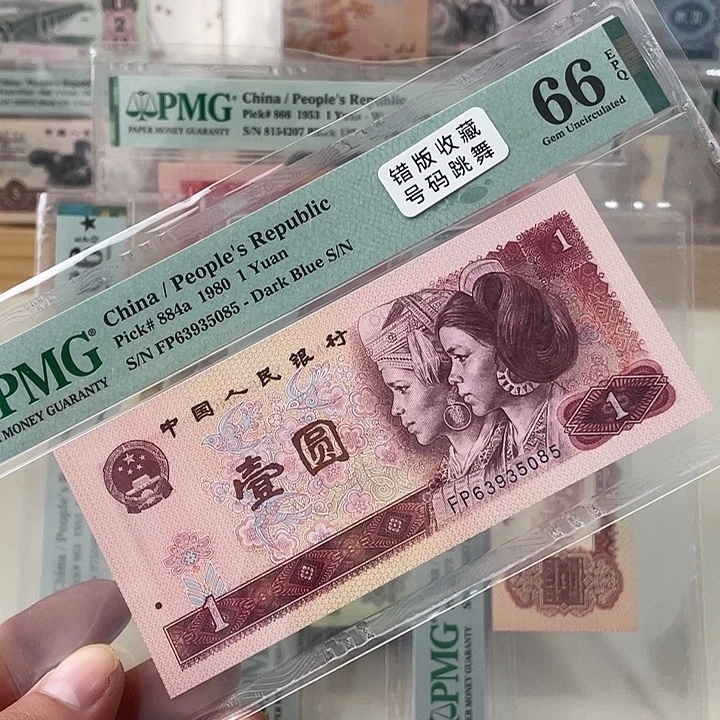 PMG
PAPER MONEY GUARANTY
China / People's Republic
Pick# 866 1953 1 Yuan
S/N 8154207
PMG
MONEY GUARANTY
China / People's Republic
Pick# 884a 1980 1 Yuan
S/N FP63935085 - Dark Blue S/N
错版收藏
号码跳舞
66
EPQ
Gem Uncirculated
中国人民银行
壹圆
1
1
1
FP63935085
PMG